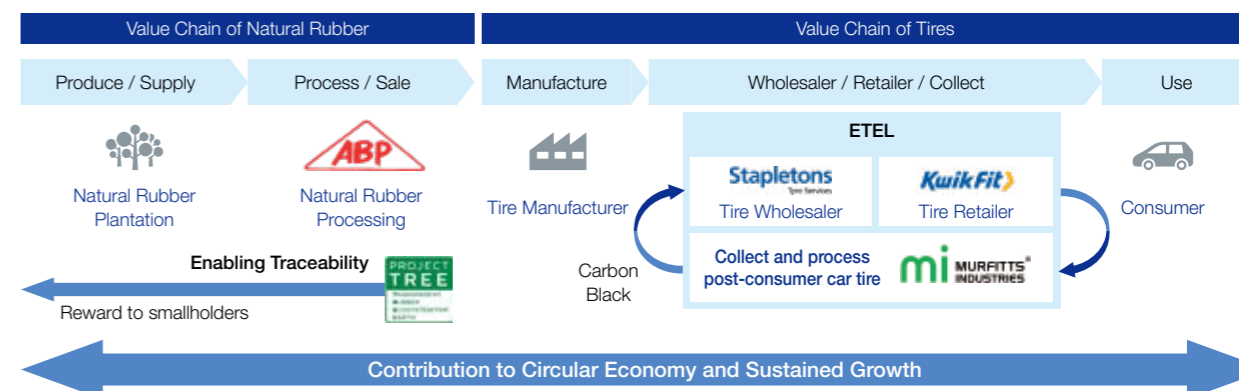 Value Chain of Natural Rubber
Value Chain of Tires
Produce / Supply
Process / Sale
Manufacture
Wholesaler / Retailer / Collect
Use
ETEL
ABP
Stapletons
Tyre Services
KwikFit
Natural Rubber
Plantation
Natural Rubber
Processing
Tire Manufacturer
Tire Wholesaler
Tire Retailer
Consumer
Enabling Traceability
PROJECT
TREE
Reward to smallholders
Carbon
Black
Collect and process
post-consumer car tire
mi MURFITTS
INDUSTRIES
Contribution to Circular Economy and Sustained Growth